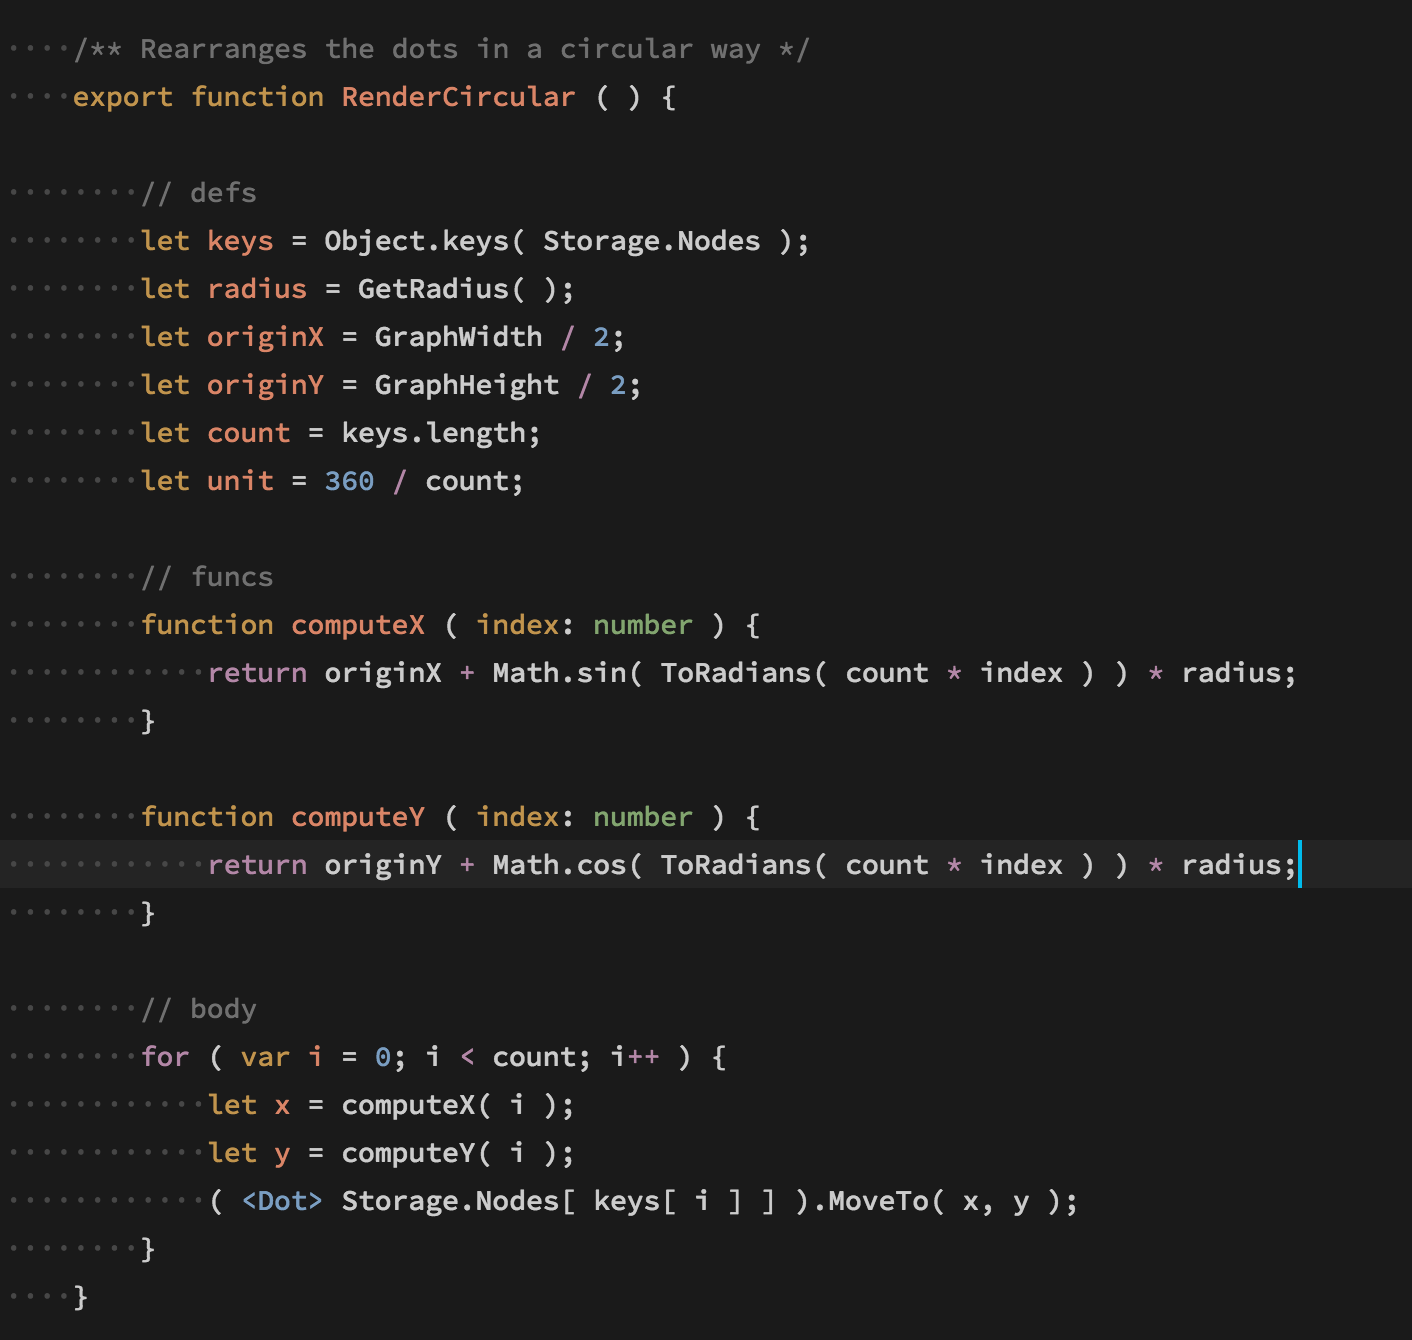 /** Rearranges the dots in a circular way */
export function RenderCircular ( ) {
// defs
let keys = Object.keys( Storage.Nodes );
let radius = GetRadius( );
let originX = GraphWidth / 2;
let originY = GraphHeight / 2;
let count = keys.length;
let unit = 360 / count;
// funcs
function computeX ( index: number ) {
return originX + Math.sin( ToRadians( count * index ) ) * radius;
}
function computeY ( index: number ) {
return originY + Math.cos( ToRadians( count * index ) ) * radius;
}
// body
for ( var i = 0; i < count; i++ ) {
let x = computeX( i );
let y = computeY( i );
( <Dot> Storage.Nodes[ keys[ i ] ] ).MoveTo( x, y );
}
}